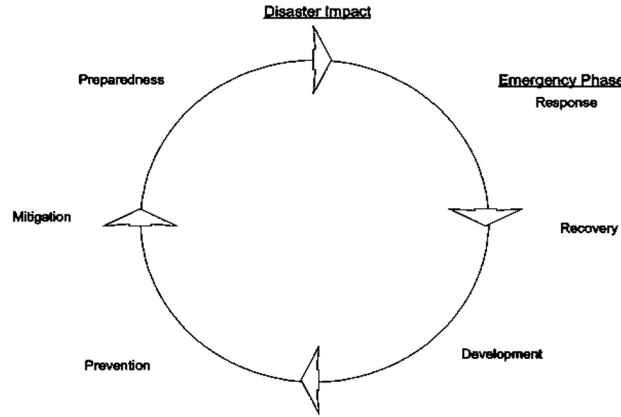 Disaster Impact
Preparedness
Emergency Phase
Response
Mitigation
Recovery
Development
Prevention